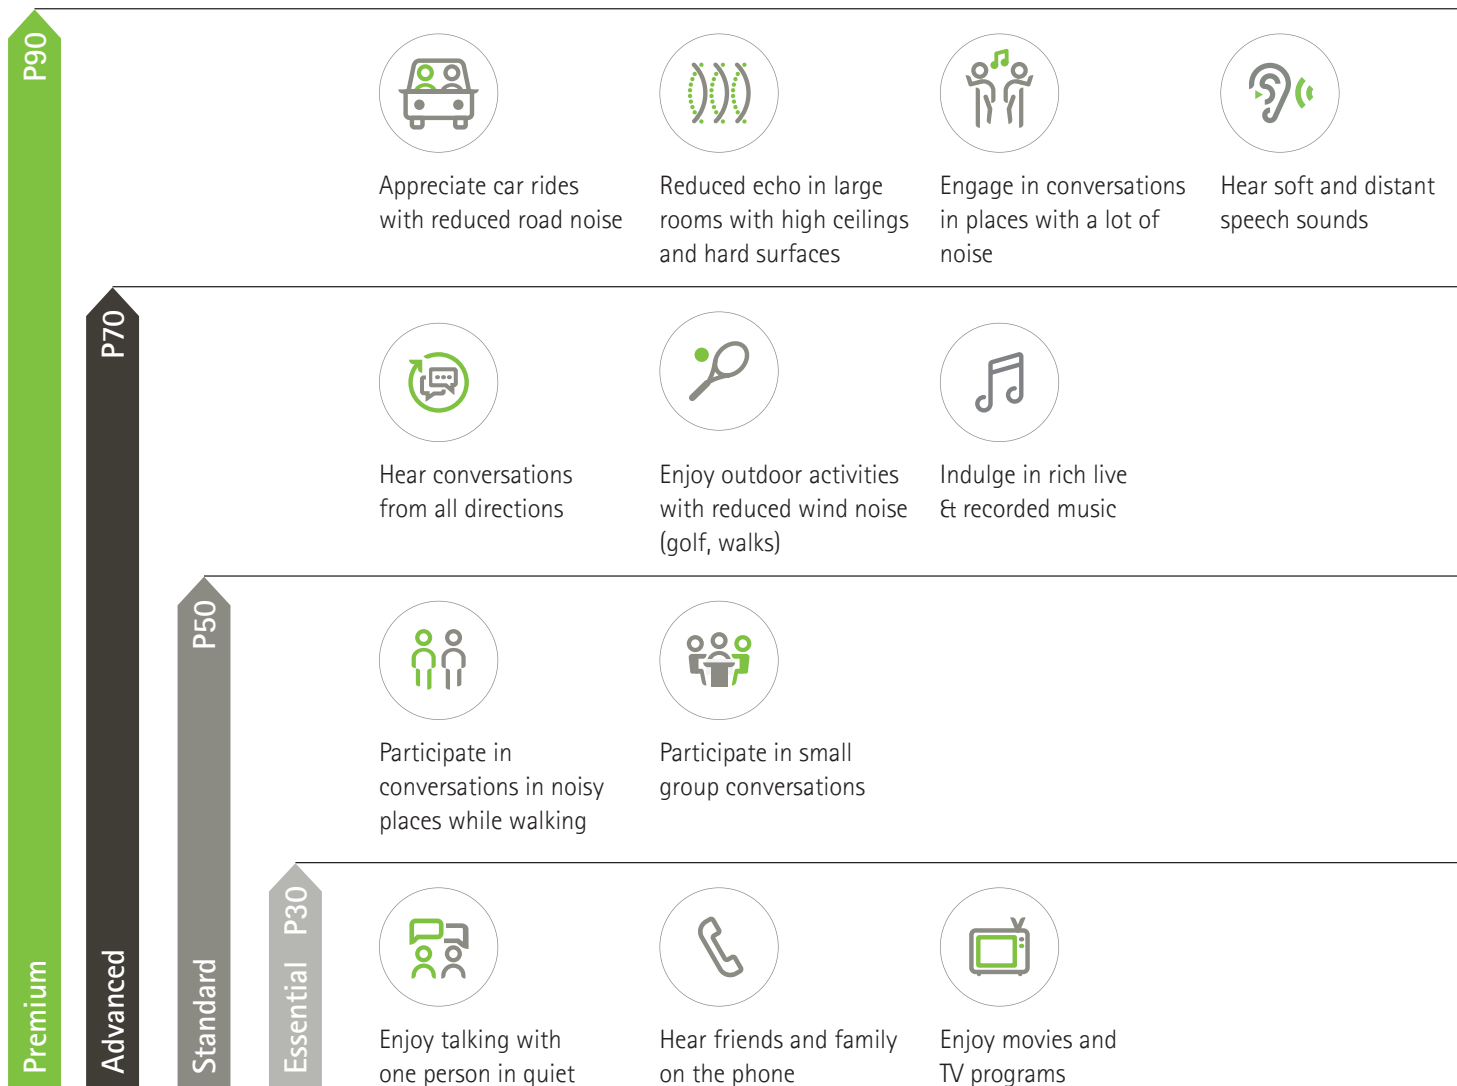 P90
Appreciate car rides
with reduced road noise
Reduced echo in large
rooms with high ceilings
and hard surfaces
Engage in conversations
in places with a lot of
noise
Hear soft and distant
speech sounds
P70
Hear conversations
from all directions
Enjoy outdoor activities
with reduced wind noise
(golf, walks)
Indulge in rich live
& recorded music
P50
Participate in
conversations in noisy
places while walking
Participate in small
group conversations
P30
Enjoy talking with
one person in quiet
Hear friends and family
on the phone
Enjoy movies and
TV programs
Premium
Advanced
Standard
Essential